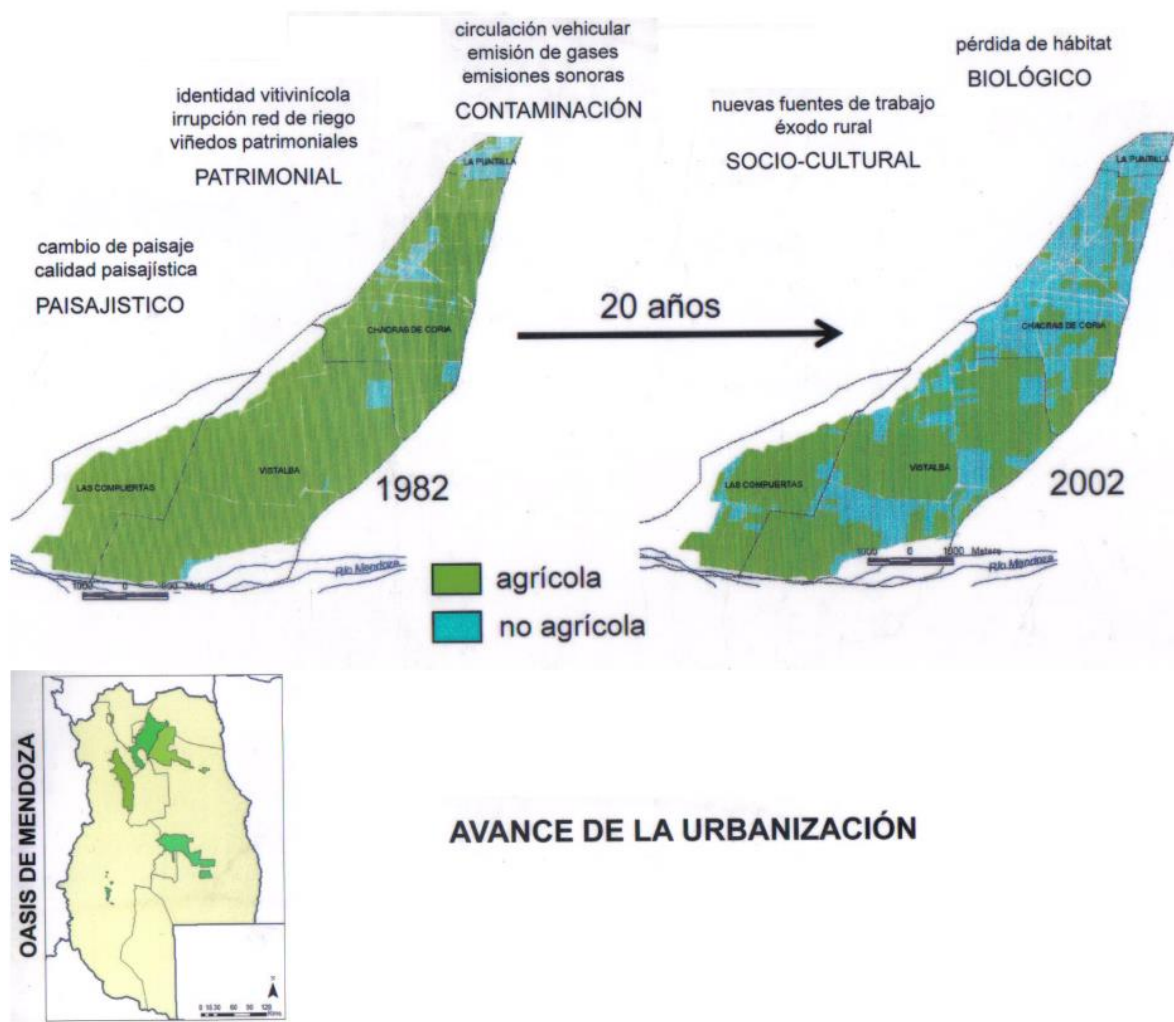 circulación vehicular
emisión de gases
emisiones sonoras
CONTAMINACIÓN
pérdida de hábitat
BIOLÓGICO
identidad vitivinícola
irrupción red de riego
viñedos patrimoniales
PATRIMONIAL
nuevas fuentes de trabajo
éxodo rural
SOCIO-CULTURAL
cambio de paisaje
calidad paisajística
PAISAJISTICO
LA PUNTILLA
CHACRAS DE CORIA
VISTALBA
LAS COMPUERTAS
1982
Río Mendoza
20 años
LA PUNTILLA
CHACRAS DE CORIA
VISTALBA
LAS COMPUERTAS
2002
1000 0 1000 Meters
Río Mendoza
agrícola
no agrícola
OASIS DE MENDOZA
AVANCE DE LA URBANIZACIÓN